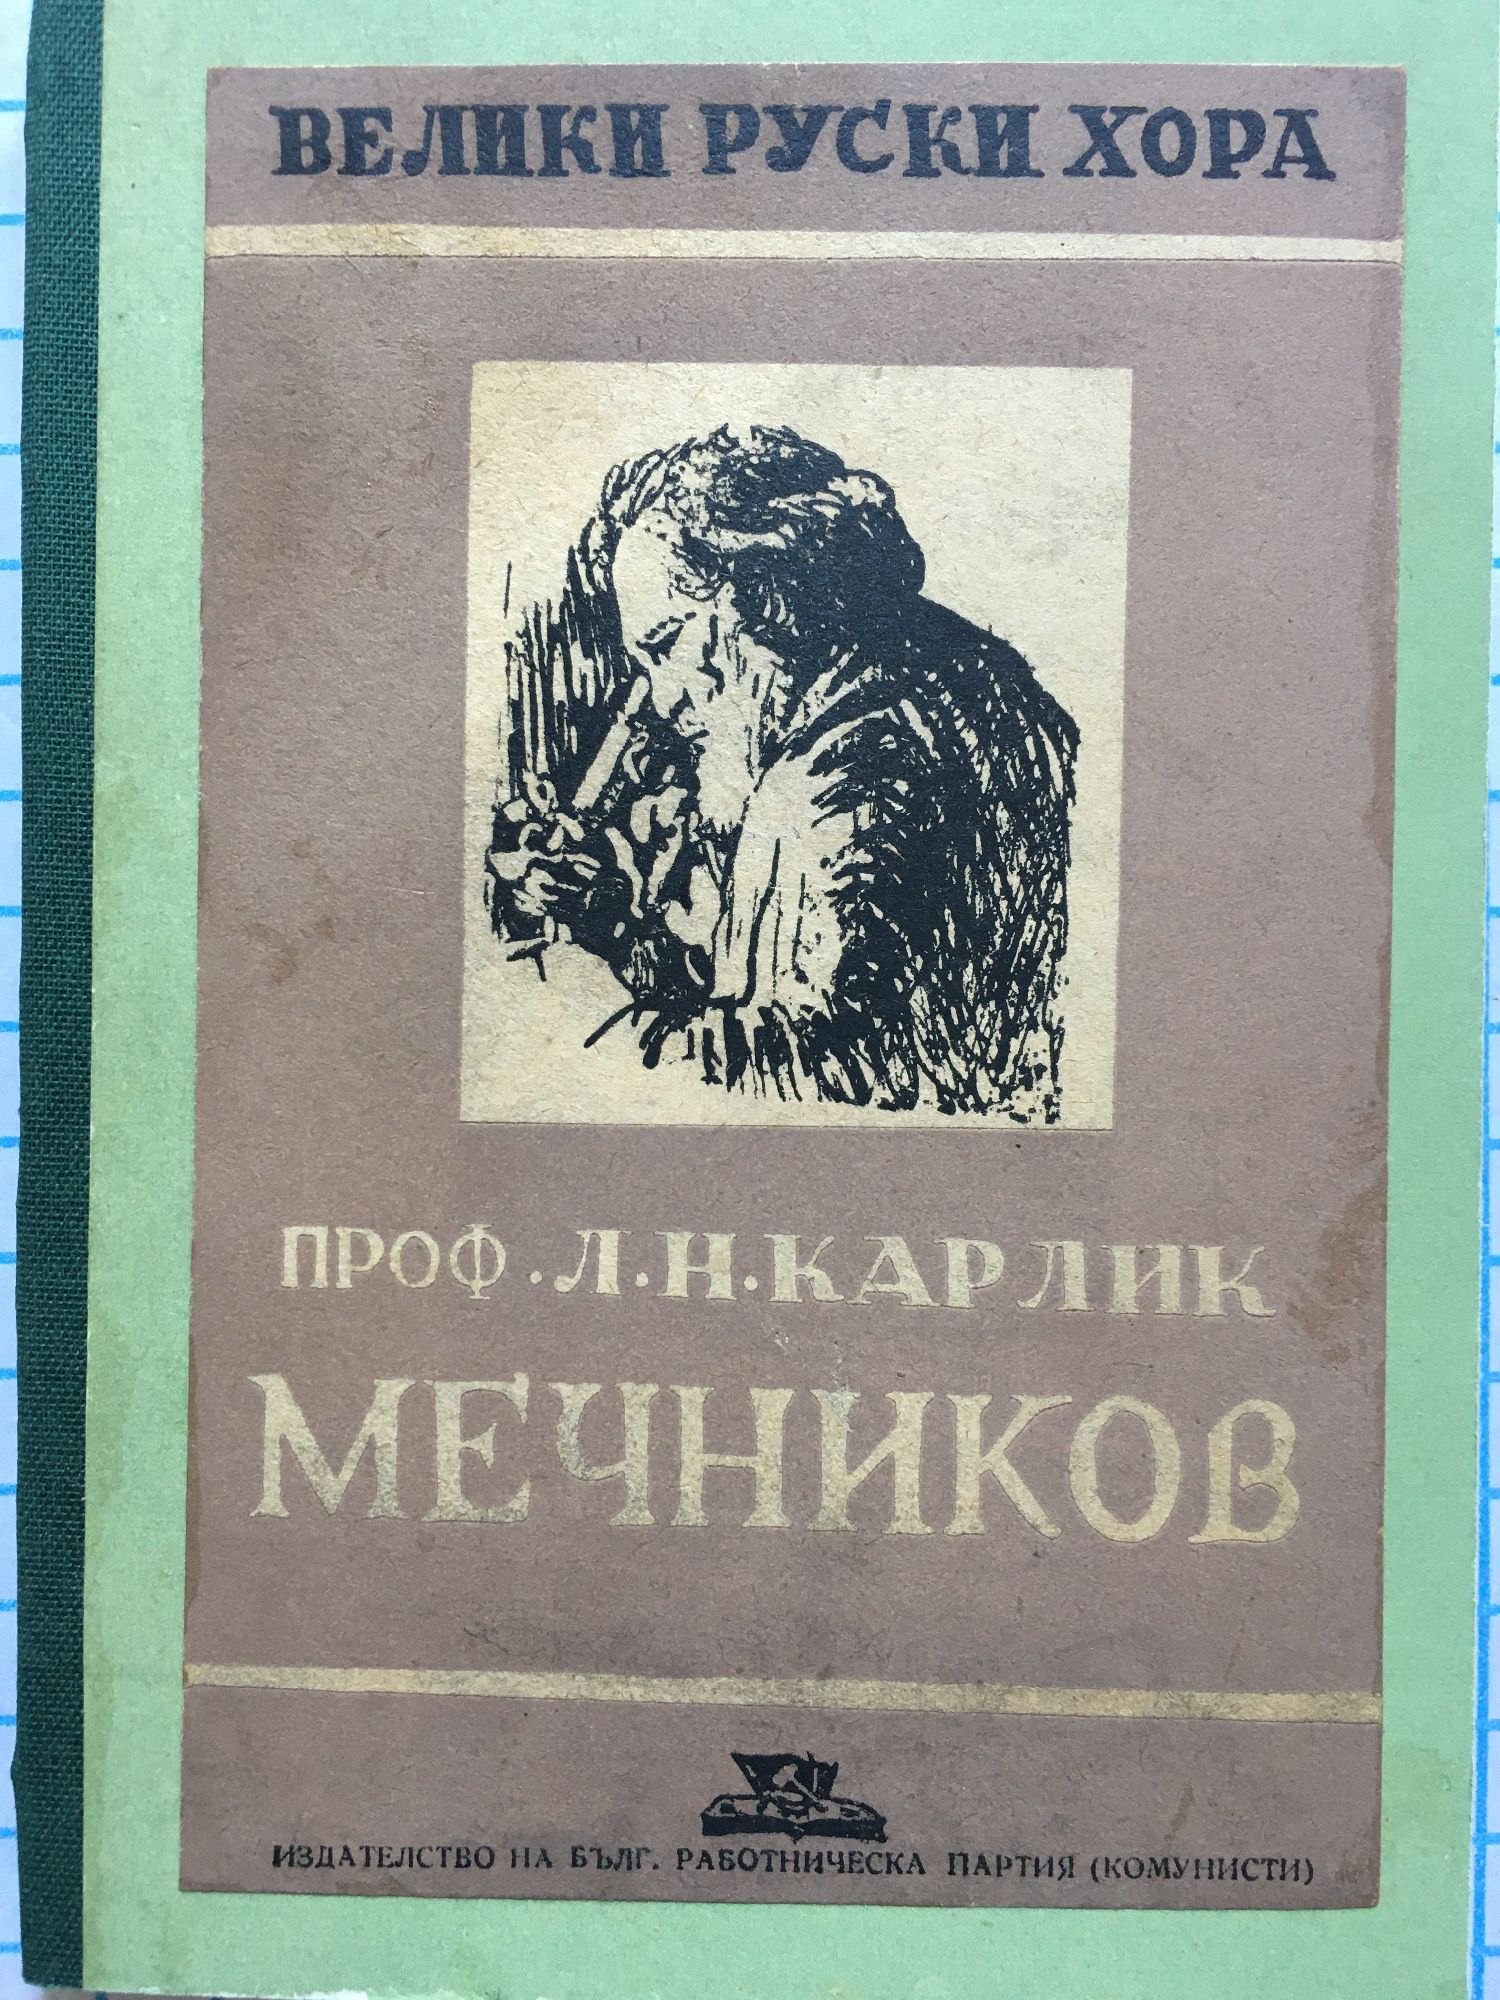 ВЕЛИКИ РУСКИ ХОРА
ПРОФ. Л. Н. КАРЛИК
МЕЧНИКОВ
ИЗДАТЕЛСТВО НА БЪЛГ. РАБОТНИЧЕСКА ПАРТИЯ (КОМУНИСТИ)